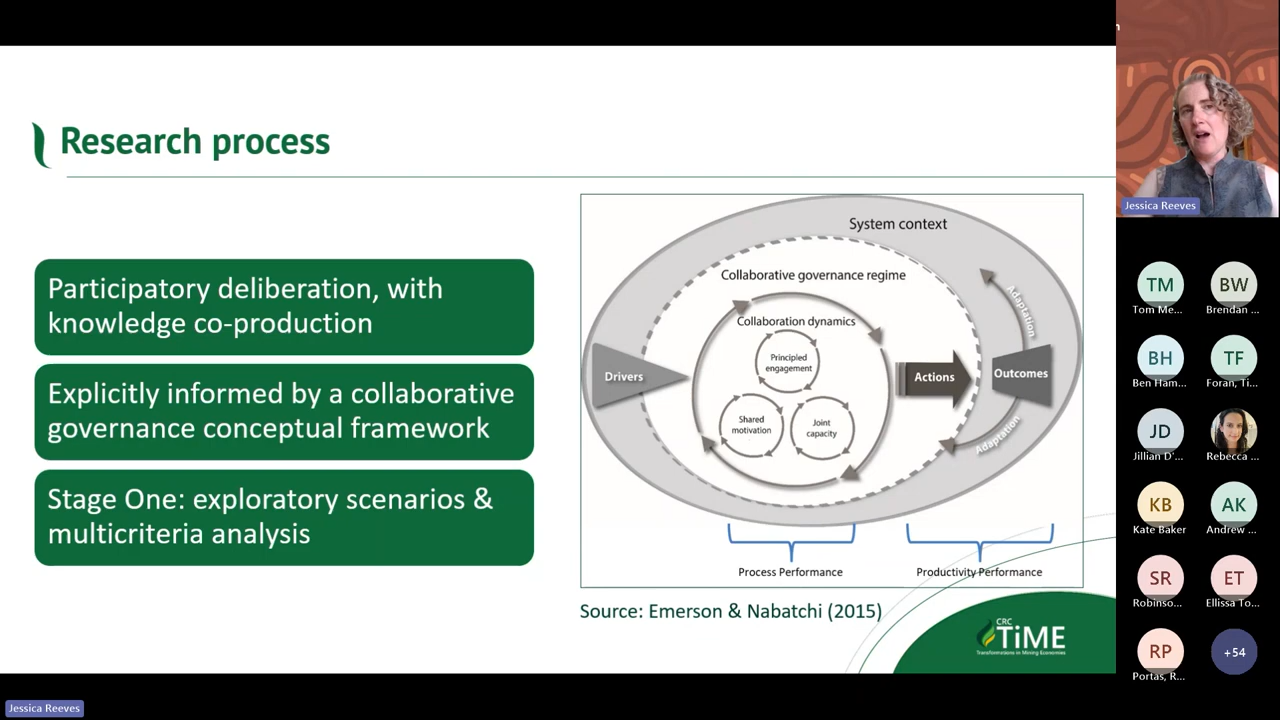 Research process
Participatory deliberation, with
knowledge co-production
Explicitly informed by a collaborative
governance conceptual framework
Stage One: exploratory scenarios &
multicriteria analysis
System context
Collaborative governance regime
Collaboration dynamics
Principled
engagement
Shared
motivation
Joint
capacity
Drivers
Actions
Outcomes
Adaptation
Adaptation
Process Performance
Productivity Performance
Source: Emerson & Nabatchi (2015)
CRC
TiME
Transformations in Mining Economies
Jessica Reeves
TM
BW
Tom Me...
Brendan ...
BH
TF
Ben Ham...
Foran, Ti...
JD
Jillian D'...
Rebecca ...
KB
AK
Kate Baker
Andrew ...
SR
ET
Robinso...
Ellissa To...
RP
+54
Portas, R...
Jessica Reeves